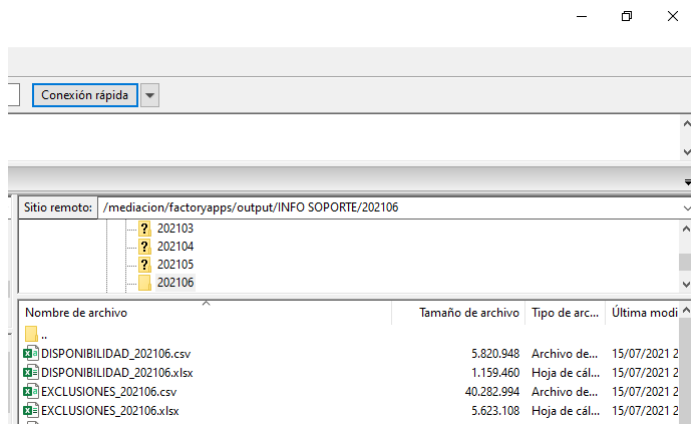 Conexión rápida
Sitio remoto: /mediacion/factoryapps/output/INFO SOPORTE/202106
? 202103
? 202104
? 202105
202106
Nombre de archivo Tamaño de archivo Tipo de arc... Última modi
..
DISPONIBILIDAD_202106.csv 5.820.948 Archivo de... 15/07/2021 2
DISPONIBILIDAD_202106.xlsx 1.159.460 Hoja de cál... 15/07/2021 2
EXCLUSIONES_202106.csv 40.282.994 Archivo de... 15/07/2021 2
EXCLUSIONES_202106.xlsx 5.623.108 Hoja de cál... 15/07/2021 2